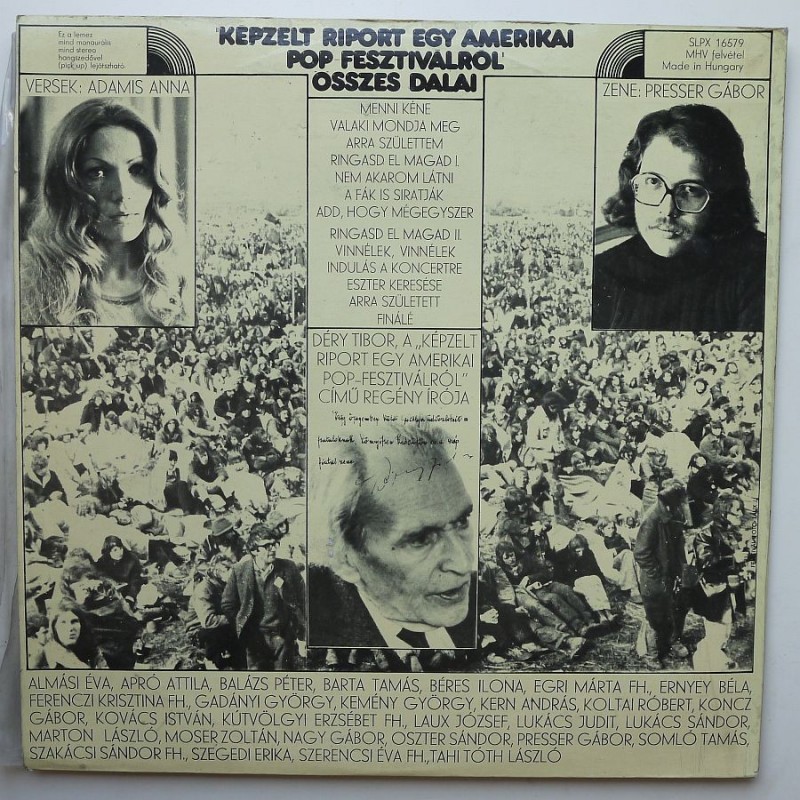 Ez a lemez
mind monaurális
mind stereo
hangszedővel
(pick up) lejátszható
'KÉPZELT RIPORT EGY AMERIKAI
POP FESZTIVÁLRÓL'
ÖSSZES DALAI
SLPX 16579
MHV felvétel
Made in Hungary
VERSEK: ADAMIS ANNA
ZENE: PRESSER GÁBOR
MENNI KÉNE
VALAKI MONDJA MEG
ARRA SZÜLETTEM
RINGASD EL MAGAD I.
NEM AKAROM LÁTNI
A FÁK IS SIRATJÁK
ADD, HOGY MÉGEGYSZER
RINGASD EL MAGAD II.
VINNÉLEK, VINNÉLEK
INDULÁS A KONCERTRE
ESZTER KERESÉSE
ARRA SZÜLETETT
FINÁLÉ
DÉRY TIBOR, A „KÉPZELT
RIPORT EGY AMERIKAI
POP-FESZTIVÁLRÓL"
CÍMŰ REGÉNY ÍRÓJA
ALMÁSI ÉVA, APRÓ ATTILA, BALÁZS PÉTER, BARTA TAMÁS, BÉRES ILONA, EGRI MÁRTA FH., ERNYEY BÉLA,
FERENCZI KRISZTINA FH., GADÁNYI GYÖRGY, KEMÉNY GYÖRGY, KERN ANDRÁS, KOLTAI RÓBERT, KONCZ
GÁBOR, KOVÁCS ISTVÁN, KÚTVÖLGYI ERZSÉBET FH., LAUX JÓZSEF, LUKÁCS JUDIT, LUKÁCS SÁNDOR,
MARTON LÁSZLÓ, MOSER ZOLTÁN, NAGY GÁBOR, OSZTER SÁNDOR, PRESSER GÁBOR, SOMLÓ TAMÁS,
SZAKÁCSI SÁNDOR FH., SZEGEDI ERIKA, SZERENCSI ÉVA FH., TAHI TÓTH LÁSZLÓ